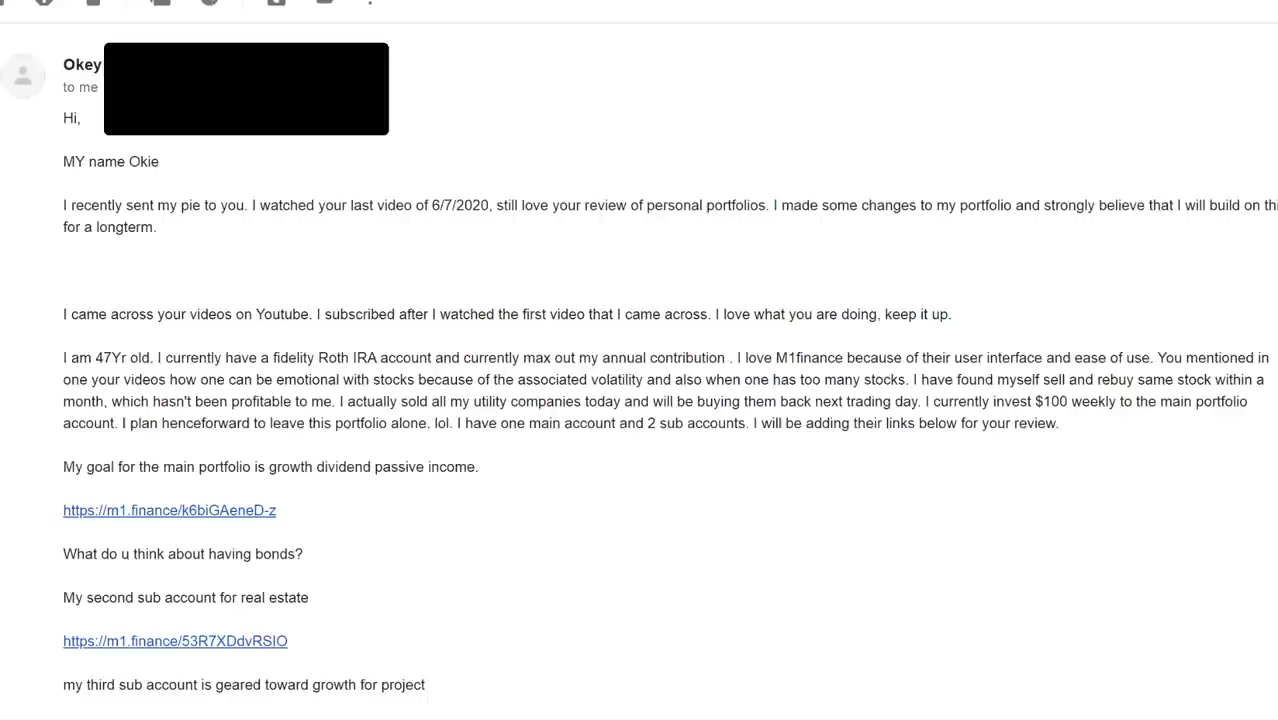 Okey
to me
Hi,
MY name Okie
I recently sent my pie to you. I watched your last video of 6/7/2020, still love your review of personal portfolios. I made some changes to my portfolio and strongly believe that I will build on thi
for a longterm.
I came across your videos on Youtube. I subscribed after I watched the first video that I came across. I love what you are doing, keep it up.
I am 47Yr old. I currently have a fidelity Roth IRA account and currently max out my annual contribution . I love M1finance because of their user interface and ease of use. You mentioned in
one your videos how one can be emotional with stocks because of the associated volatility and also when one has too many stocks. I have found myself sell and rebuy same stock within a
month, which hasn't been profitable to me. I actually sold all my utility companies today and will be buying them back next trading day. I currently invest $100 weekly to the main portfolio
account. I plan henceforward to leave this portfolio alone. lol. I have one main account and 2 sub accounts. I will be adding their links below for your review.
My goal for the main portfolio is growth dividend passive income.
https://m1.finance/k6biGAeneD-z
What do u think about having bonds?
My second sub account for real estate
https://m1.finance/53R7XDdvRSIO
my third sub account is geared toward growth for project